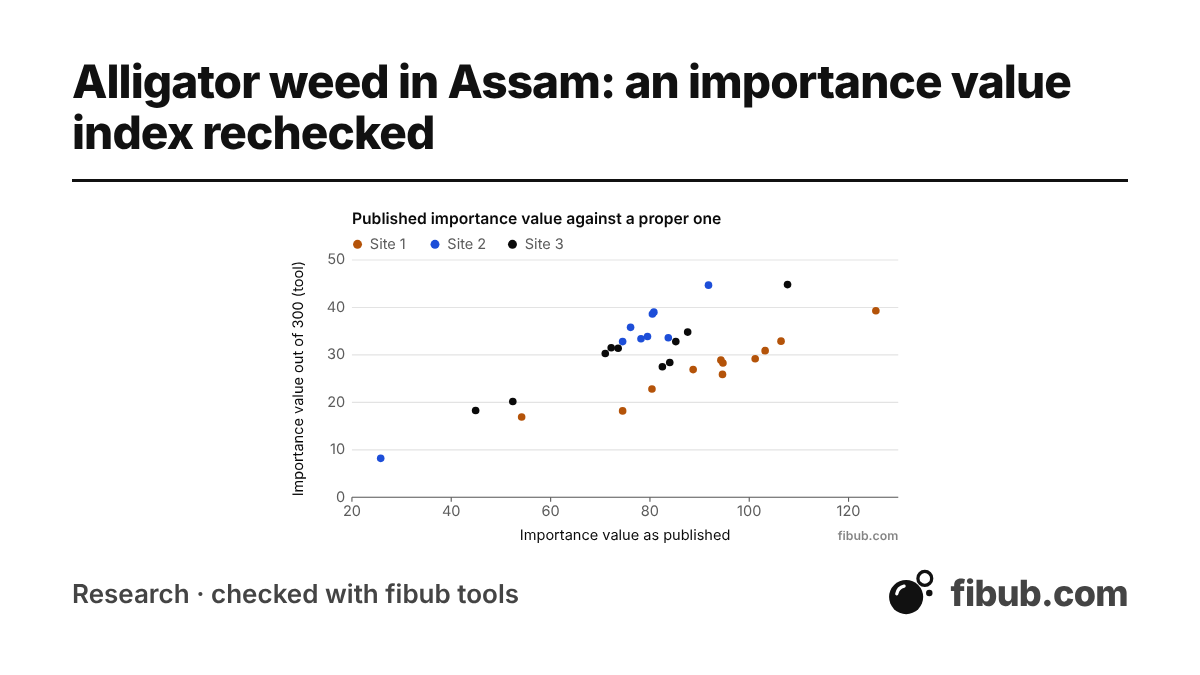 Alligator weed in Assam: an importance value
index rechecked
Published importance value against a proper one
Site 1 Site 2 Site 3
Importance value out of 300 (tool)
50
40
30
20
10
0
20 40 60 80 100 120
Importance value as published
fibub.com
Research · checked with fibub tools
fibub.com